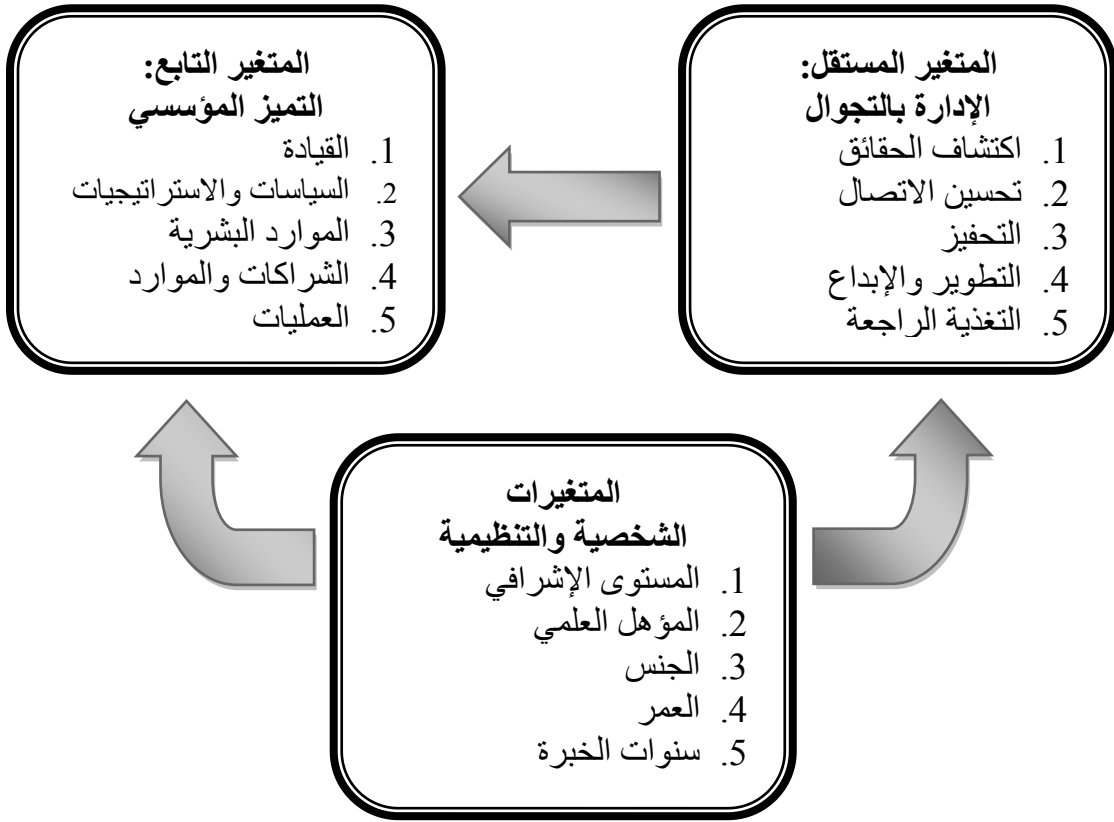 المتغير المستقل:
الإدارة بالتجوال
1. اكتشاف الحقائق
2. تحسين الاتصال
3. التحفيز
4. التطوير والإبداع
5. التغذية الراجعة
المتغير التابع:
التميز المؤسسي
1. القيادة
2. السياسات والاستراتيجيات
3. الموارد البشرية
4. الشراكات والموارد
5. العمليات
المتغيرات
الشخصية والتنظيمية
1. المستوى الإشرافي
2. المؤهل العلمي
3. الجنس
4. العمر
5. سنوات الخبرة